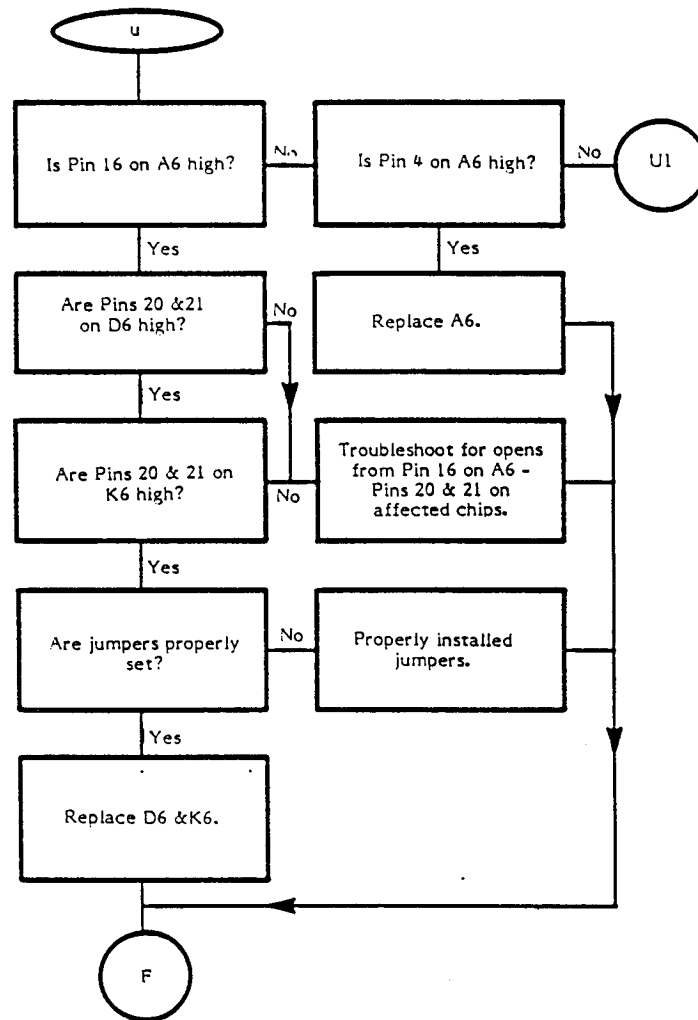 u
Is Pin 16 on A6 high?
No
Is Pin 4 on A6 high?
No
U1
Yes
Yes
Are Pins 20 &21
on D6 high?
No
Replace A6.
Yes
Are Pins 20 & 21 on
K6 high?
No
Troubleshoot for opens
from Pin 16 on A6 -
Pins 20 & 21 on
affected chips.
Yes
Are jumpers properly
set?
No
Properly installed
jumpers.
Yes
Replace D6 &K6.
F